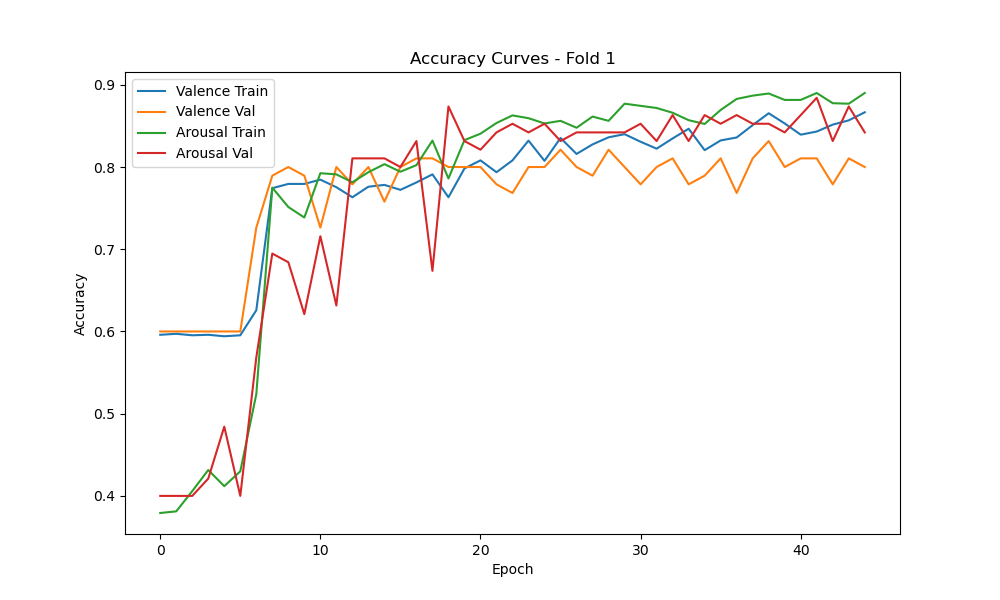 Accuracy Curves - Fold 1
Valence Train
Valence Val
Arousal Train
Arousal Val
0.9
0.8
0.7
0.6
0.5
0.4
Accuracy
0 10 20 30 40
Epoch